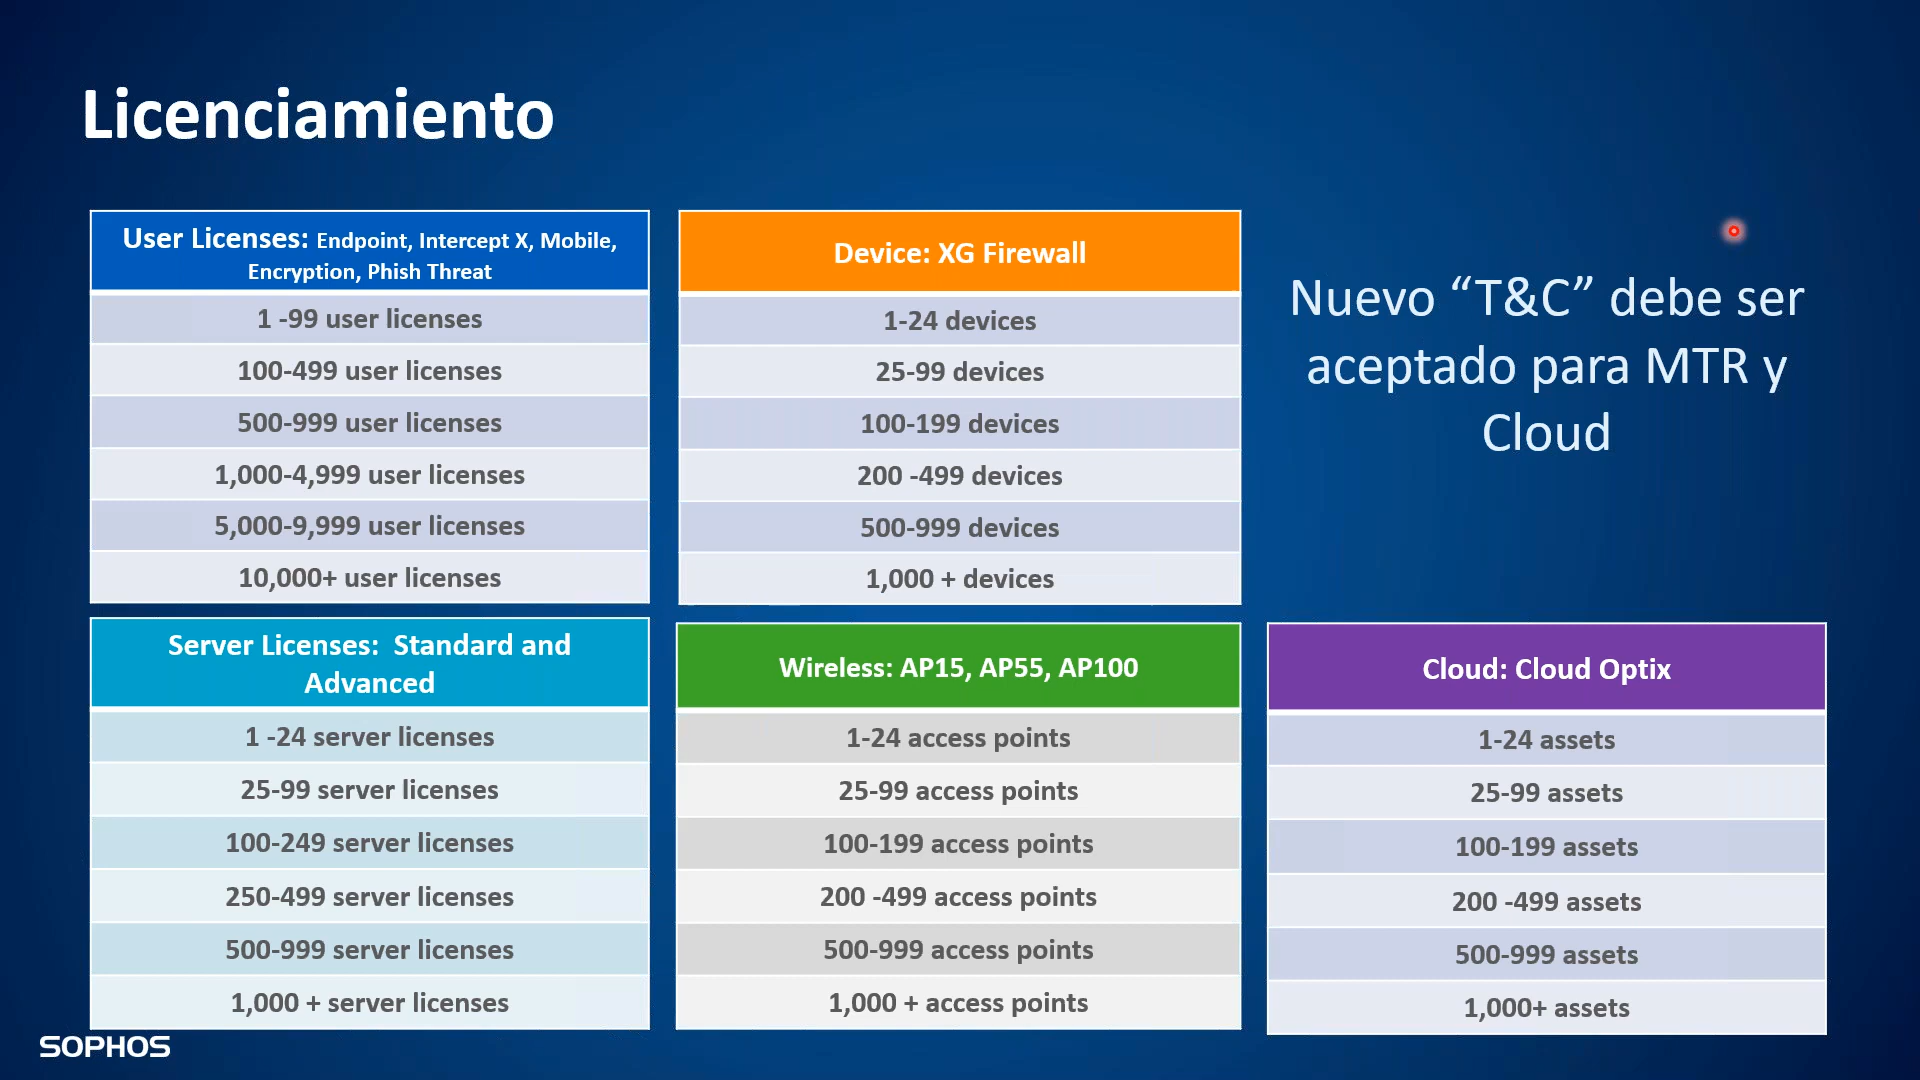 Licenciamiento
User Licenses: Endpoint, Intercept X, Mobile,
Encryption, Phish Threat
1 -99 user licenses
100-499 user licenses
500-999 user licenses
1,000-4,999 user licenses
5,000-9,999 user licenses
10,000+ user licenses
Device: XG Firewall
1-24 devices
25-99 devices
100-199 devices
200 -499 devices
500-999 devices
1,000 + devices
Nuevo “T&C” debe ser
aceptado para MTR y
Cloud
Server Licenses:  Standard and
Advanced
1 -24 server licenses
25-99 server licenses
100-249 server licenses
250-499 server licenses
500-999 server licenses
1,000 + server licenses
Wireless: AP15, AP55, AP100
1-24 access points
25-99 access points
100-199 access points
200 -499 access points
500-999 access points
1,000 + access points
Cloud: Cloud Optix
1-24 assets
25-99 assets
100-199 assets
200 -499 assets
500-999 assets
1,000+ assets
SOPHOS